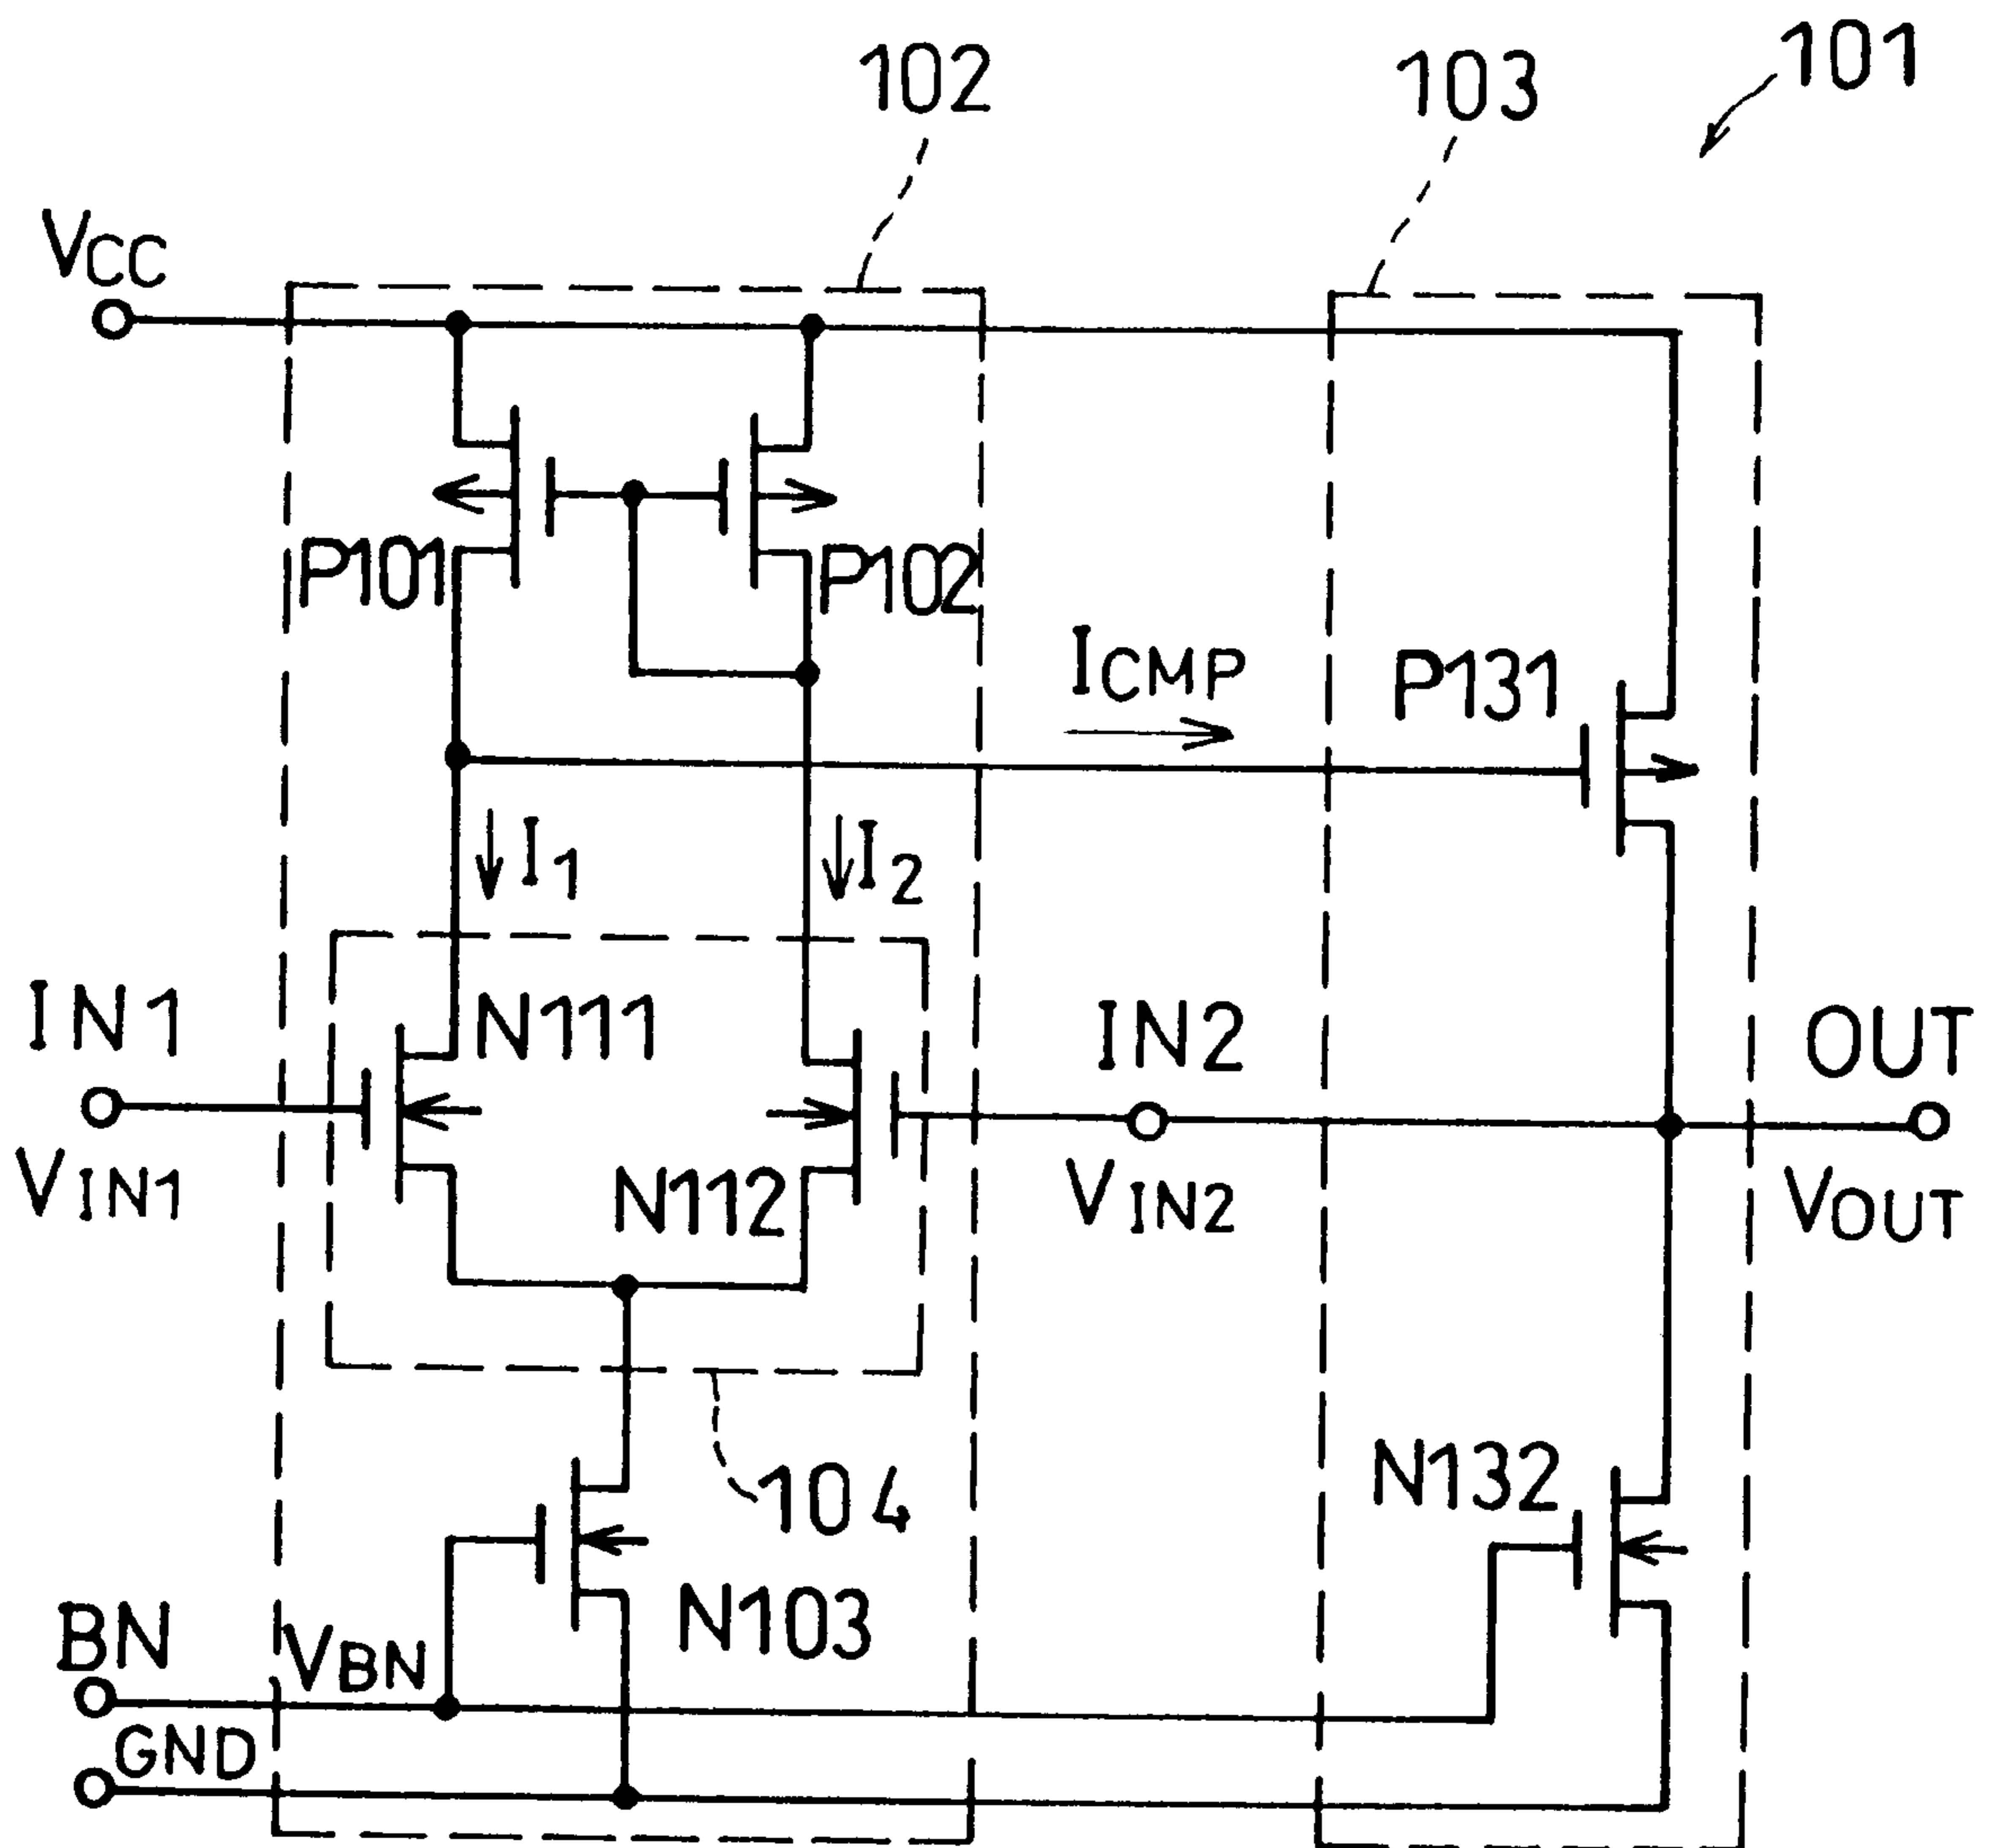 101
102
103
VCC
P101
P102
ICMP
P131
I1
I2
IN1
N111
IN2
OUT
VIN1
N112
VIN2
VOUT
104
N132
BN
VBN
N103
GND